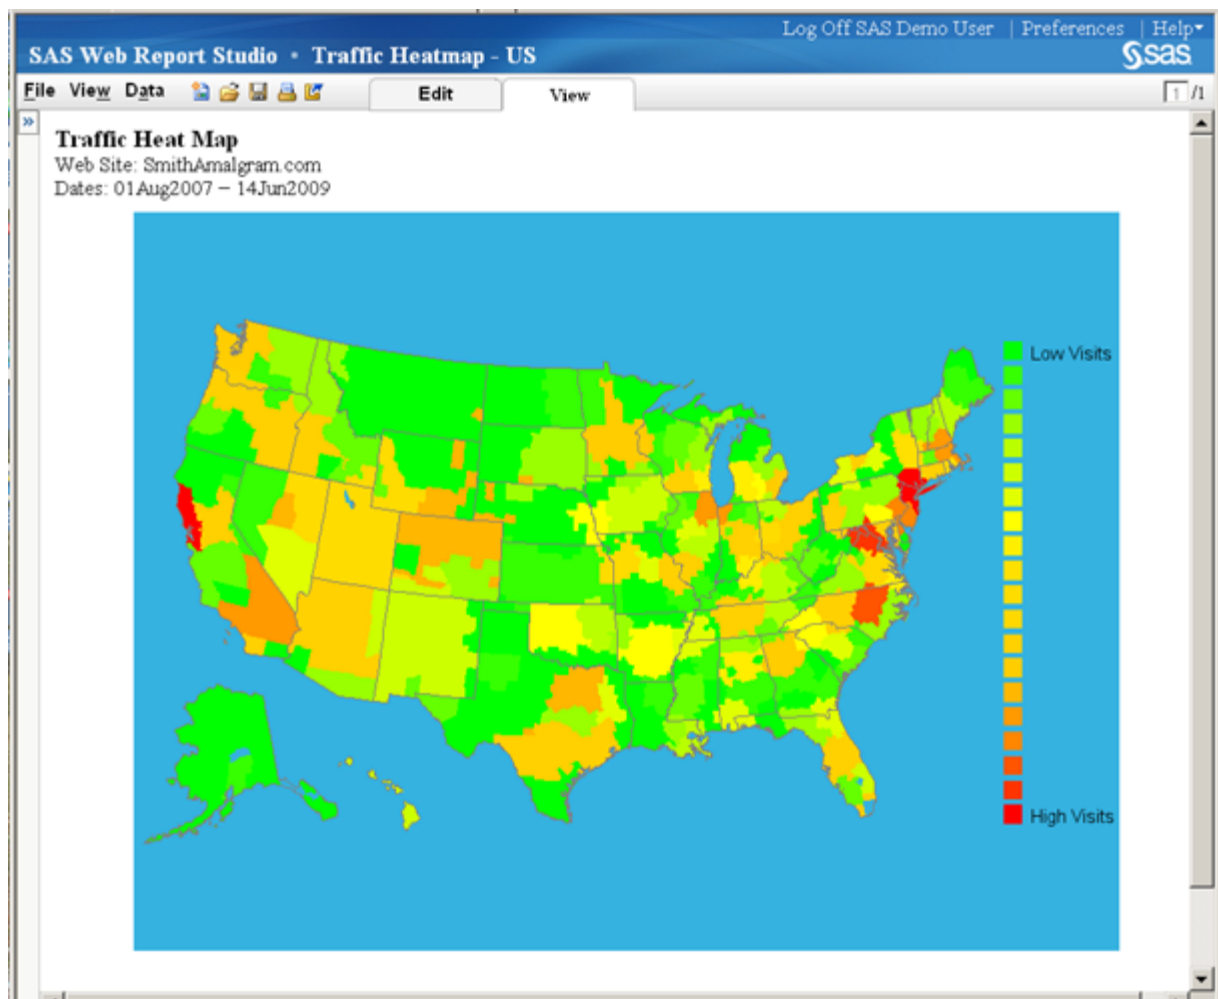 Log Off SAS Demo User | Preferences | Help
SAS Web Report Studio • Traffic Heatmap - US
sas
File View Data Edit View 1 /1
»
Traffic Heat Map
Web Site: SmithAmalgram.com
Dates: 01Aug2007 – 14Jun2009
Low Visits
High Visits